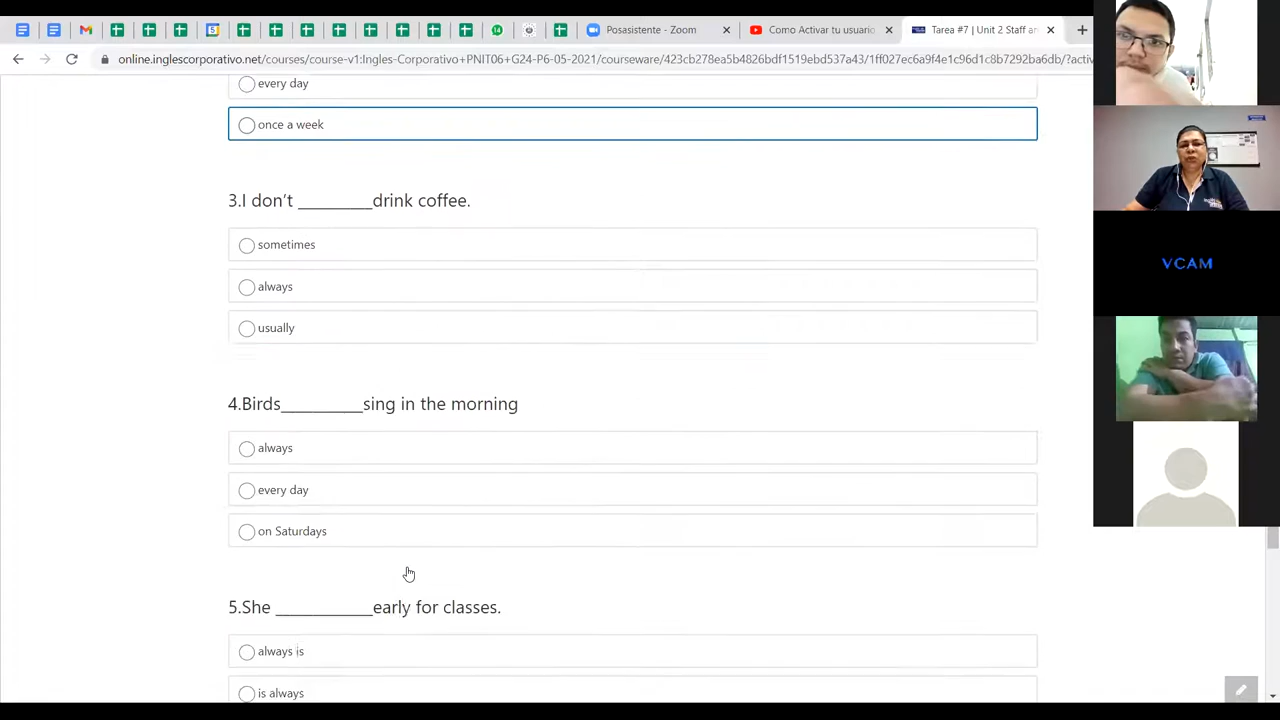 Posasistente - Zoom
Como Activar tu usuario
Tarea #7 | Unit 2 Staff an
online.inglescorporativo.net/courses/course-v1:Ingles-Corporativo+PNIT06+G24-P6-05-2021/courseware/423cb278ea5b4826bdf1519ebd537a43/1ff027ec6a9f4e1c96d1c8b7292ba6db/?activ
every day
once a week
3.I don’t _________drink coffee.
sometimes
always
usually
4.Birds_________sing in the morning
always
every day
on Saturdays
5.She ___________early for classes.
always is
is always
VCAM